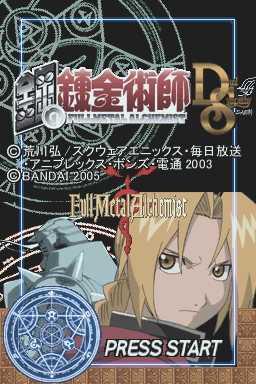 鋼の錬金術師
FULLMETAL ALCHEMIST
DS
©荒川弘/スクウェアエニックス・毎日放送
・アニプレックス・ボンズ・電通 2003
©BANDAI 2005
FullMetalAlchemist
PRESS START